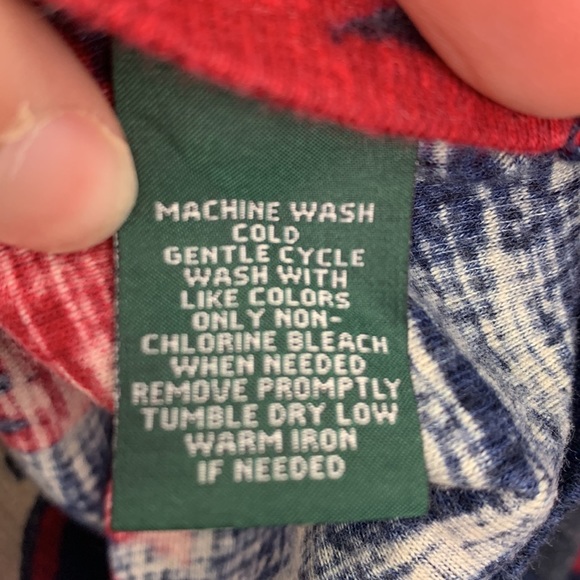 MACHINE WASH
COLD
GENTLE CYCLE
WASH WITH
LIKE COLORS
ONLY NON-
CHLORINE BLEACH
WHEN NEEDED
REMOVE PROMPTLY
TUMBLE DRY LOW
WARM IRON
IF NEEDED